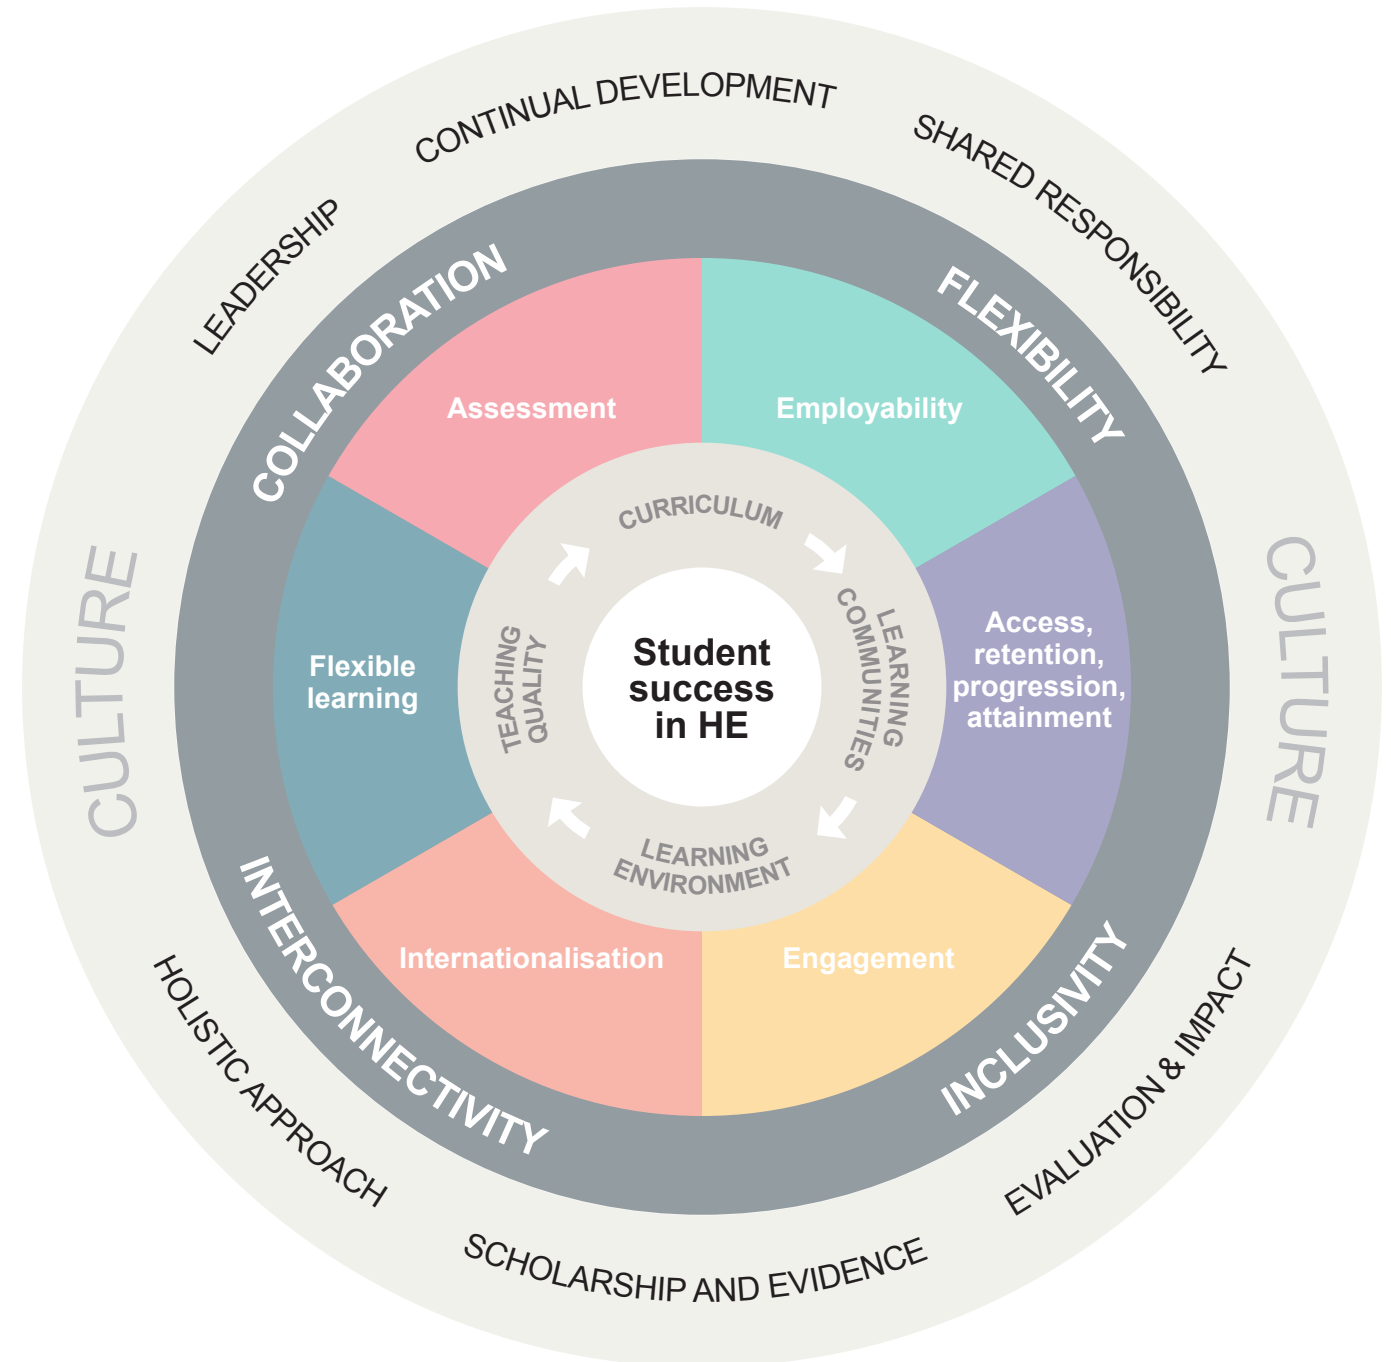 CONTINUAL DEVELOPMENT
SHARED RESPONSIBILITY
LEADERSHIP
COLLABORATION
FLEXIBILITY
Assessment
Employability
CURRICULUM
CULTURE
CULTURE
Flexible
learning
TEACHING
QUALITY
Student
success
in HE
LEARNING
COMMUNITIES
Access,
retention,
progression,
attainment
LEARNING
ENVIRONMENT
Internationalisation
Engagement
INTERCONNECTIVITY
INCLUSIVITY
HOLISTIC APPROACH
EVALUATION & IMPACT
SCHOLARSHIP AND EVIDENCE